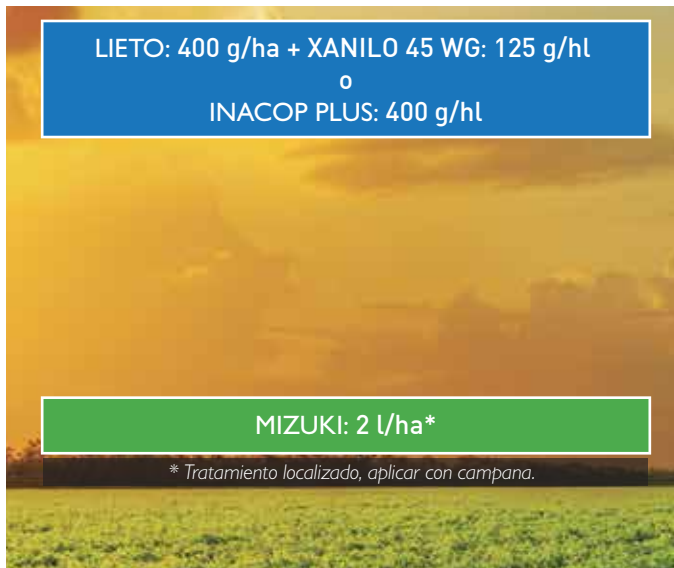 LIETO: 400 g/ha + XANILO 45 WG: 125 g/hl
o
INACOP PLUS: 400 g/hl
MIZUKI: 2 l/ha*
* Tratamiento localizado, aplicar con campana.